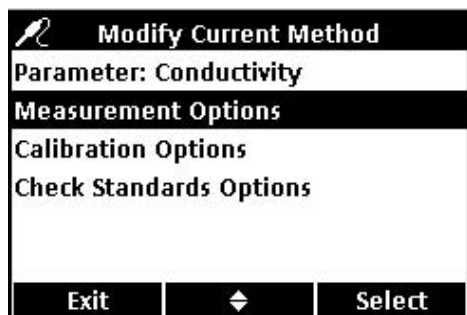 Modify Current Method
Parameter: Conductivity
Measurement Options
Calibration Options
Check Standards Options
Exit Select